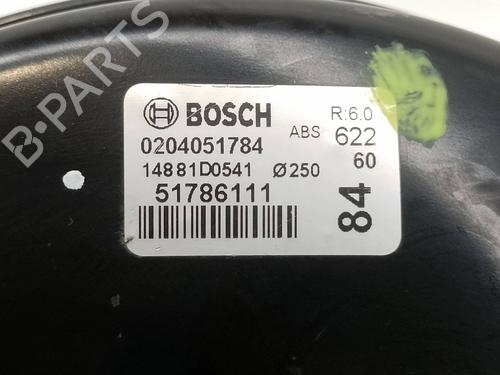 B-PARTS
BOSCH
R:6.0
0204051784
ABS 622
14881D0541 Ø250 60
51786111
84